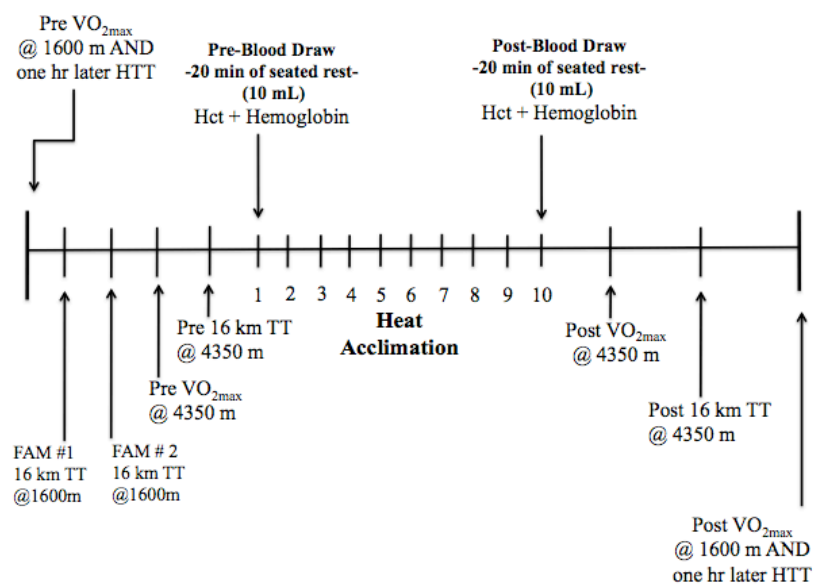 Pre VO2max
@ 1600 m AND
one hr later HTT
Pre-Blood Draw
-20 min of seated rest-
(10 mL)
Hct + Hemoglobin
Post-Blood Draw
-20 min of seated rest-
(10 mL)
Hct + Hemoglobin
1 2 3 4 5 6 7 8 9 10
Heat
Acclimation
Pre 16 km TT
@ 4350 m
Pre VO2max
@ 4350 m
FAM #1
16 km TT
@1600m
FAM # 2
16 km TT
@1600m
Post VO2max
@ 4350 m
Post 16 km TT
@ 4350 m
Post VO2max
@ 1600 m AND
one hr later HTT